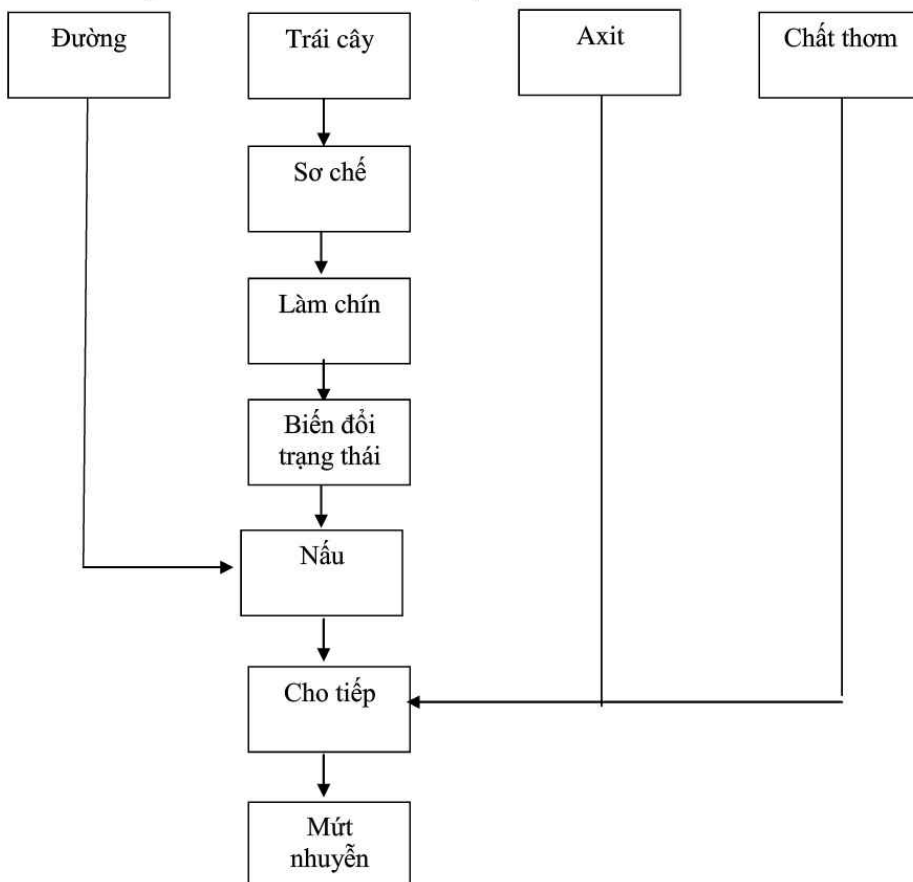 Đường
Trái cây
Axit
Chất thơm
Sơ chế
Làm chín
Biến đổi
trạng thái
Nấu
Cho tiếp
Mứt
nhuyễn